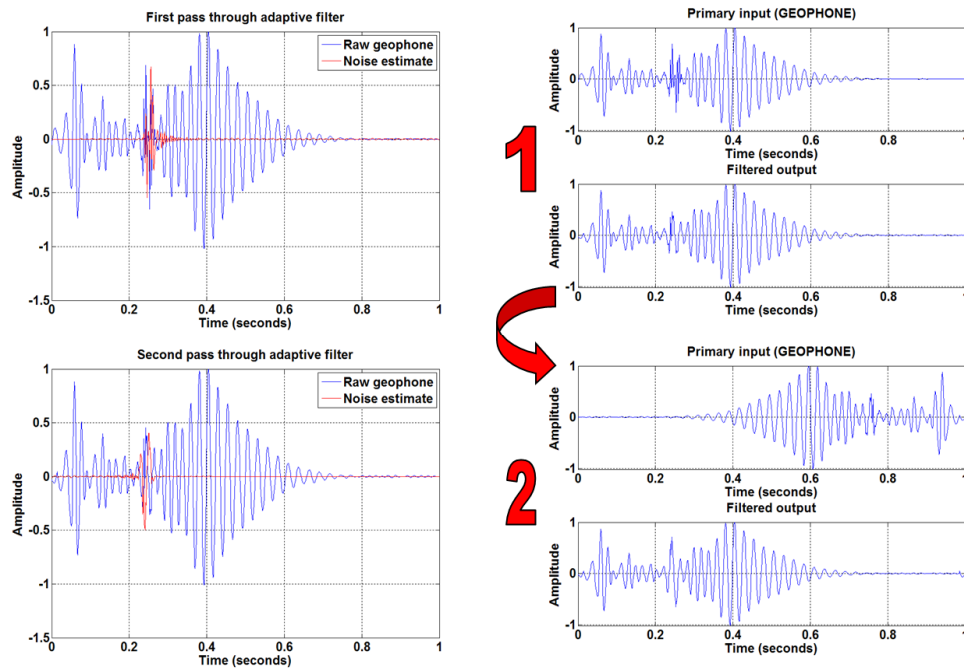 First pass through adaptive filter
1
0.5
0
-0.5
-1
-1.5
Amplitude
Raw geophone
Noise estimate
0 0.2 0.4 0.6 0.8 1
Time (seconds)
Second pass through adaptive filter
1
0.5
0
-0.5
-1
-1.5
Amplitude
Raw geophone
Noise estimate
0 0.2 0.4 0.6 0.8 1
Time (seconds)
1
Primary input (GEOPHONE)
1
0
-1
Amplitude
0 0.2 0.4 0.6 0.8 1
Time (seconds)
Filtered output
1
0
-1
Amplitude
0 0.2 0.4 0.6 0.8 1
Time (seconds)
2
Primary input (GEOPHONE)
1
0
-1
Amplitude
0 0.2 0.4 0.6 0.8 1
Time (seconds)
Filtered output
1
0
-1
Amplitude
0 0.2 0.4 0.6 0.8 1
Time (seconds)